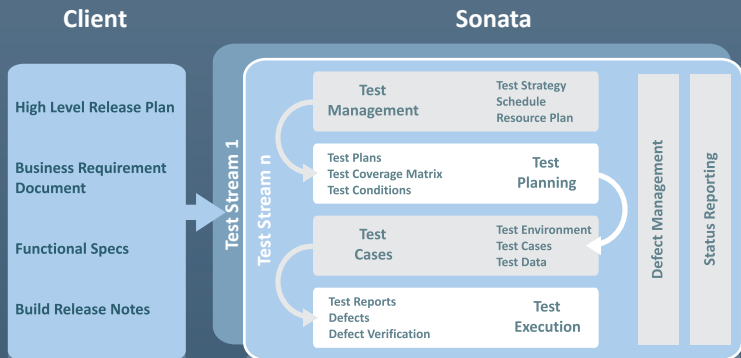 Client
Sonata
High Level Release Plan
Business Requirement
Document
Functional Specs
Build Release Notes
Test Stream 1
Test Stream n
Test
Management
Test Strategy
Schedule
Resource Plan
Test Plans
Test Coverage Matrix
Test Conditions
Test
Planning
Test
Cases
Test Environment
Test Cases
Test Data
Test Reports
Defects
Defect Verification
Test
Execution
Defect Management
Status Reporting